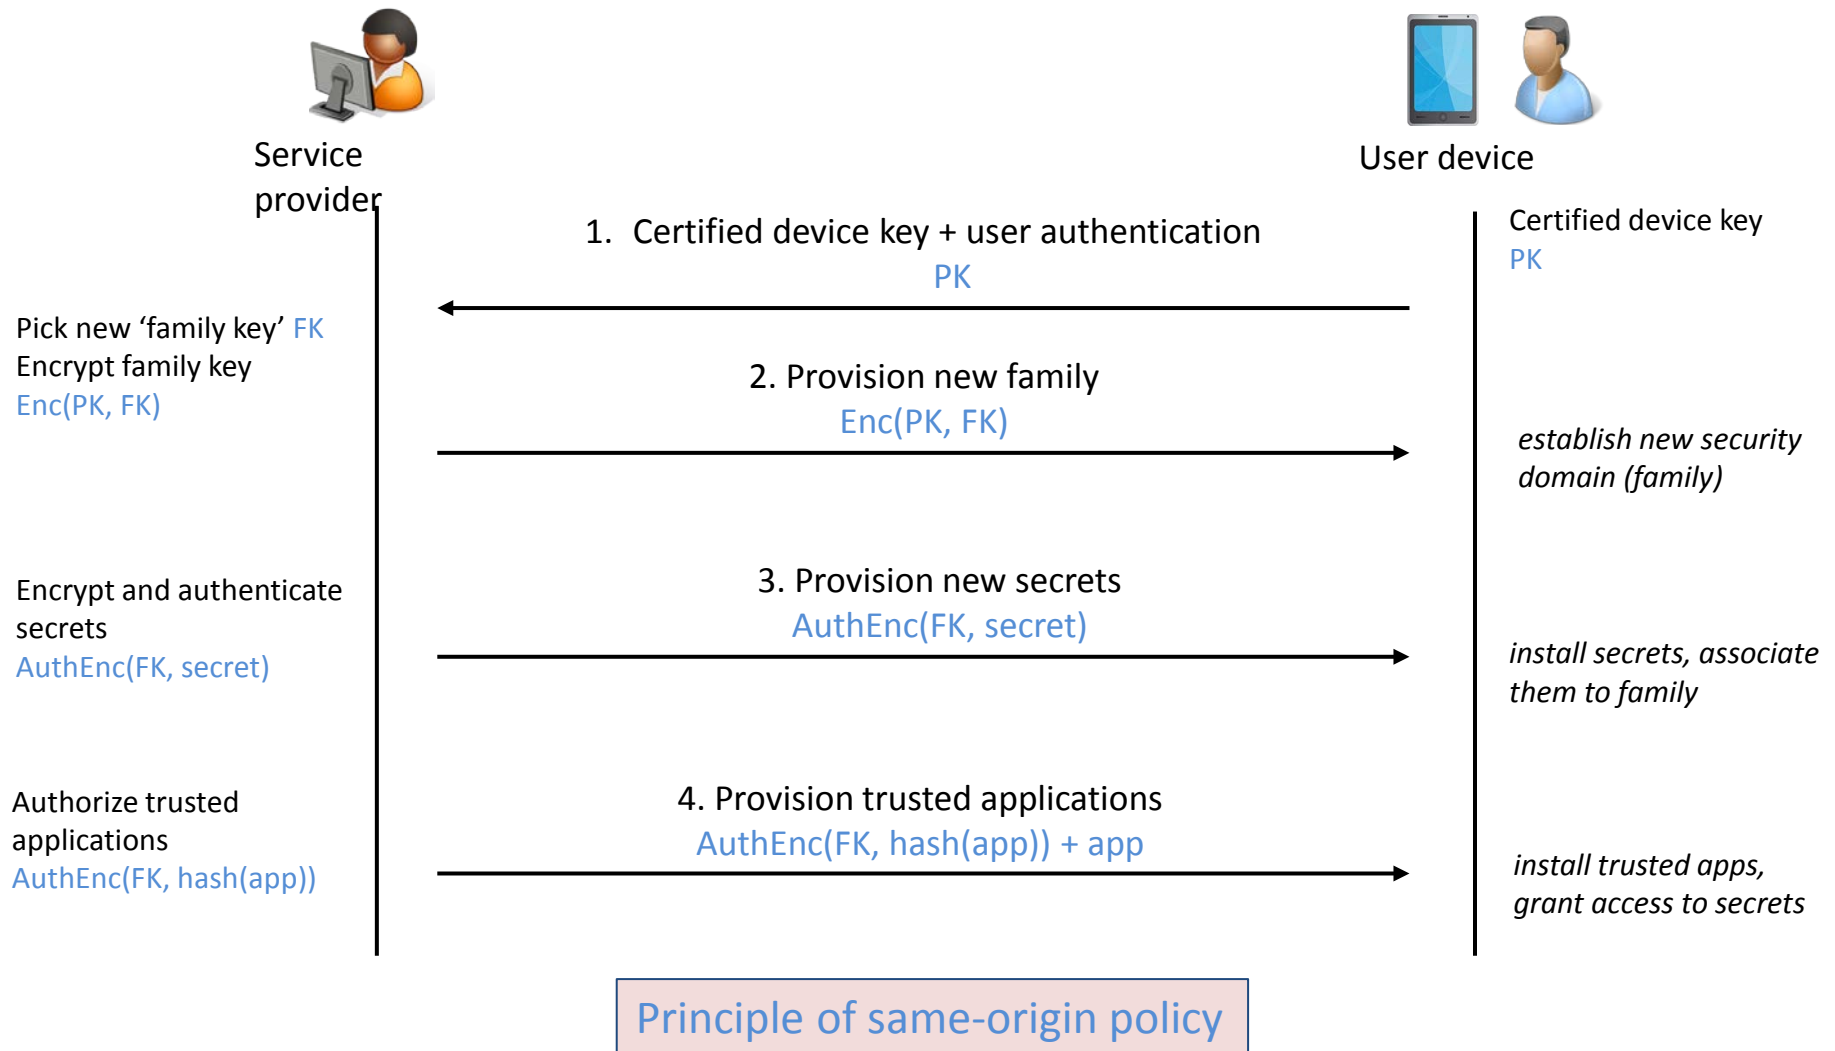 Service
provider
User device
1. Certified device key + user authentication
PK
Certified device key
PK
Pick new ‘family key’ FK
Encrypt family key
Enc(PK, FK)
2. Provision new family
Enc(PK, FK)
establish new security
domain (family)
Encrypt and authenticate
secrets
AuthEnc(FK, secret)
3. Provision new secrets
AuthEnc(FK, secret)
install secrets, associate
them to family
Authorize trusted
applications
AuthEnc(FK, hash(app))
4. Provision trusted applications
AuthEnc(FK, hash(app)) + app
install trusted apps,
grant access to secrets
Principle of same-origin policy